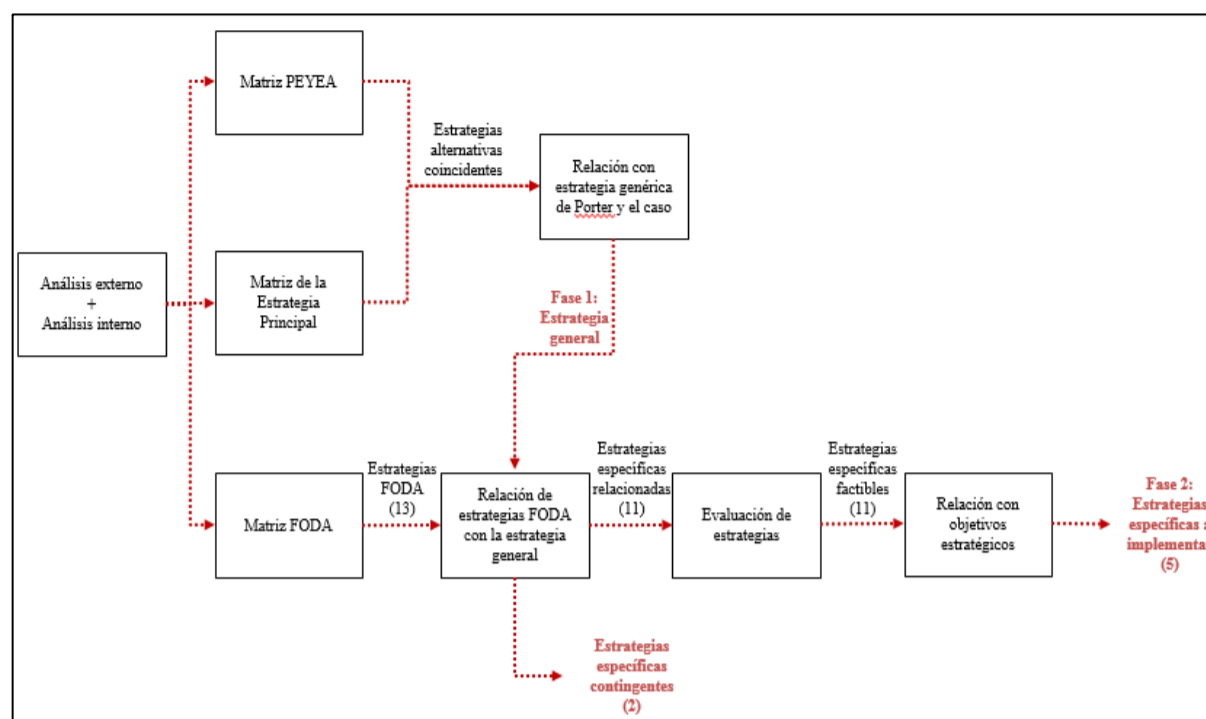 Matriz PEYEA
Estrategias
alternativas
coincidentes
Relación con
estrategia genérica
de Porter y el caso
Análisis externo
+
Análisis interno
Matriz de la
Estrategia
Principal
Fase 1:
Estrategia
general
Matriz FODA
Estrategias
FODA
(13)
Relación de
estrategias FODA
con la estrategia
general
Estrategias
específicas
relacionadas
(11)
Evaluación de
estrategias
Estrategias
específicas
factibles
(11)
Relación con
objetivos
estratégicos
Fase 2:
Estrategias
específicas a
implementa
(5)
Estrategias
específicas
contingentes
(2)